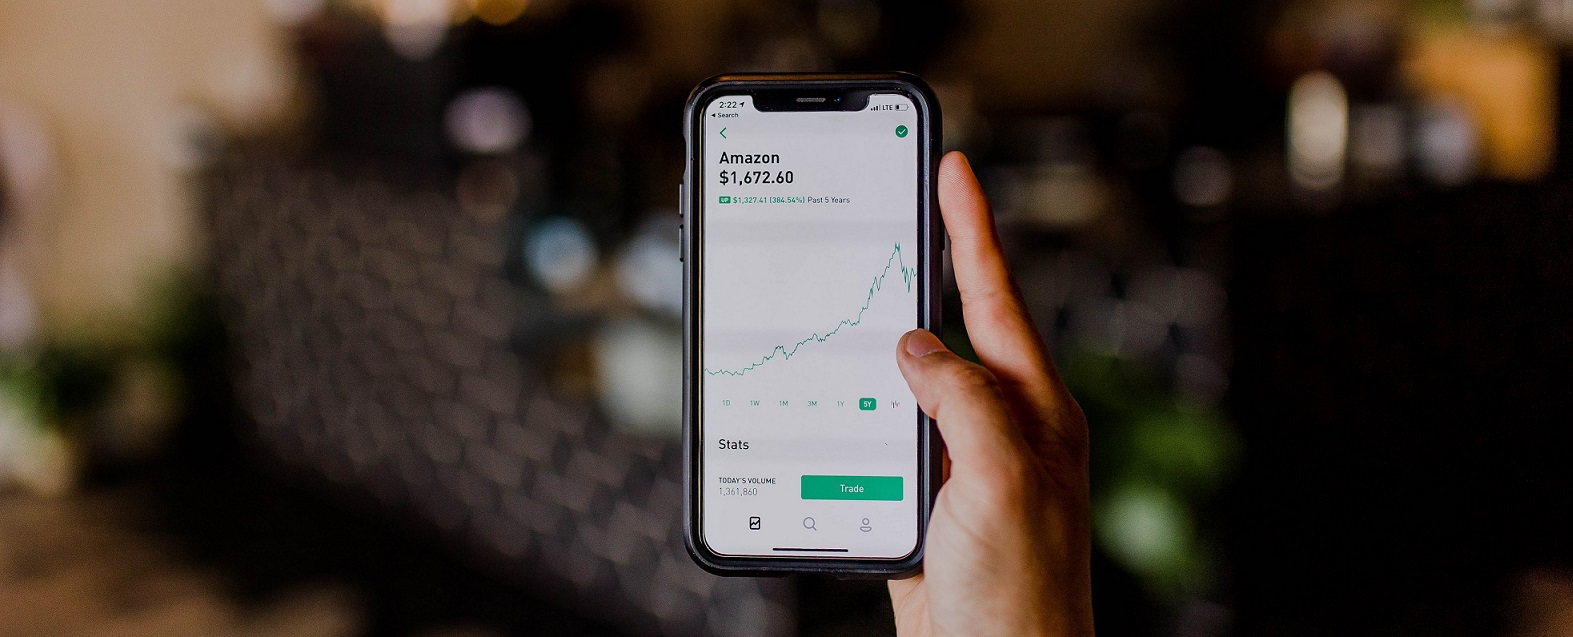 2:22 LTE
Search
Amazon
$1,672.60
UP $1,327.41 (384.54%) Past 5 Years
1D 1W 1M 3M 1Y 5Y
Stats
TODAY'S VOLUME
1,361,860
Trade